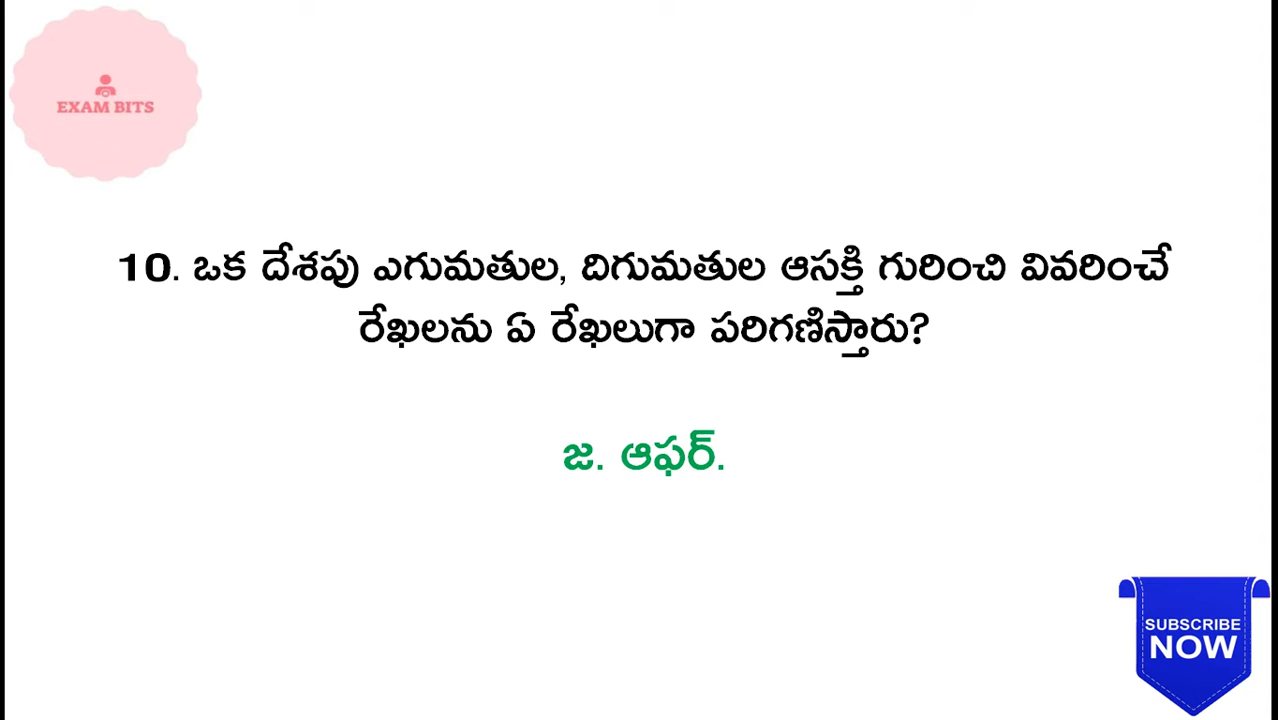 EXAM BITS
10. ఒక దేశపు ఎగుమతుల, దిగుమతుల ఆసక్తి గురించి వివరించే
రేఖలను ఏ రేఖలుగా పరిగణిస్తారు?
జ. ఆఫర్.
SUBSCRIBE
NOW